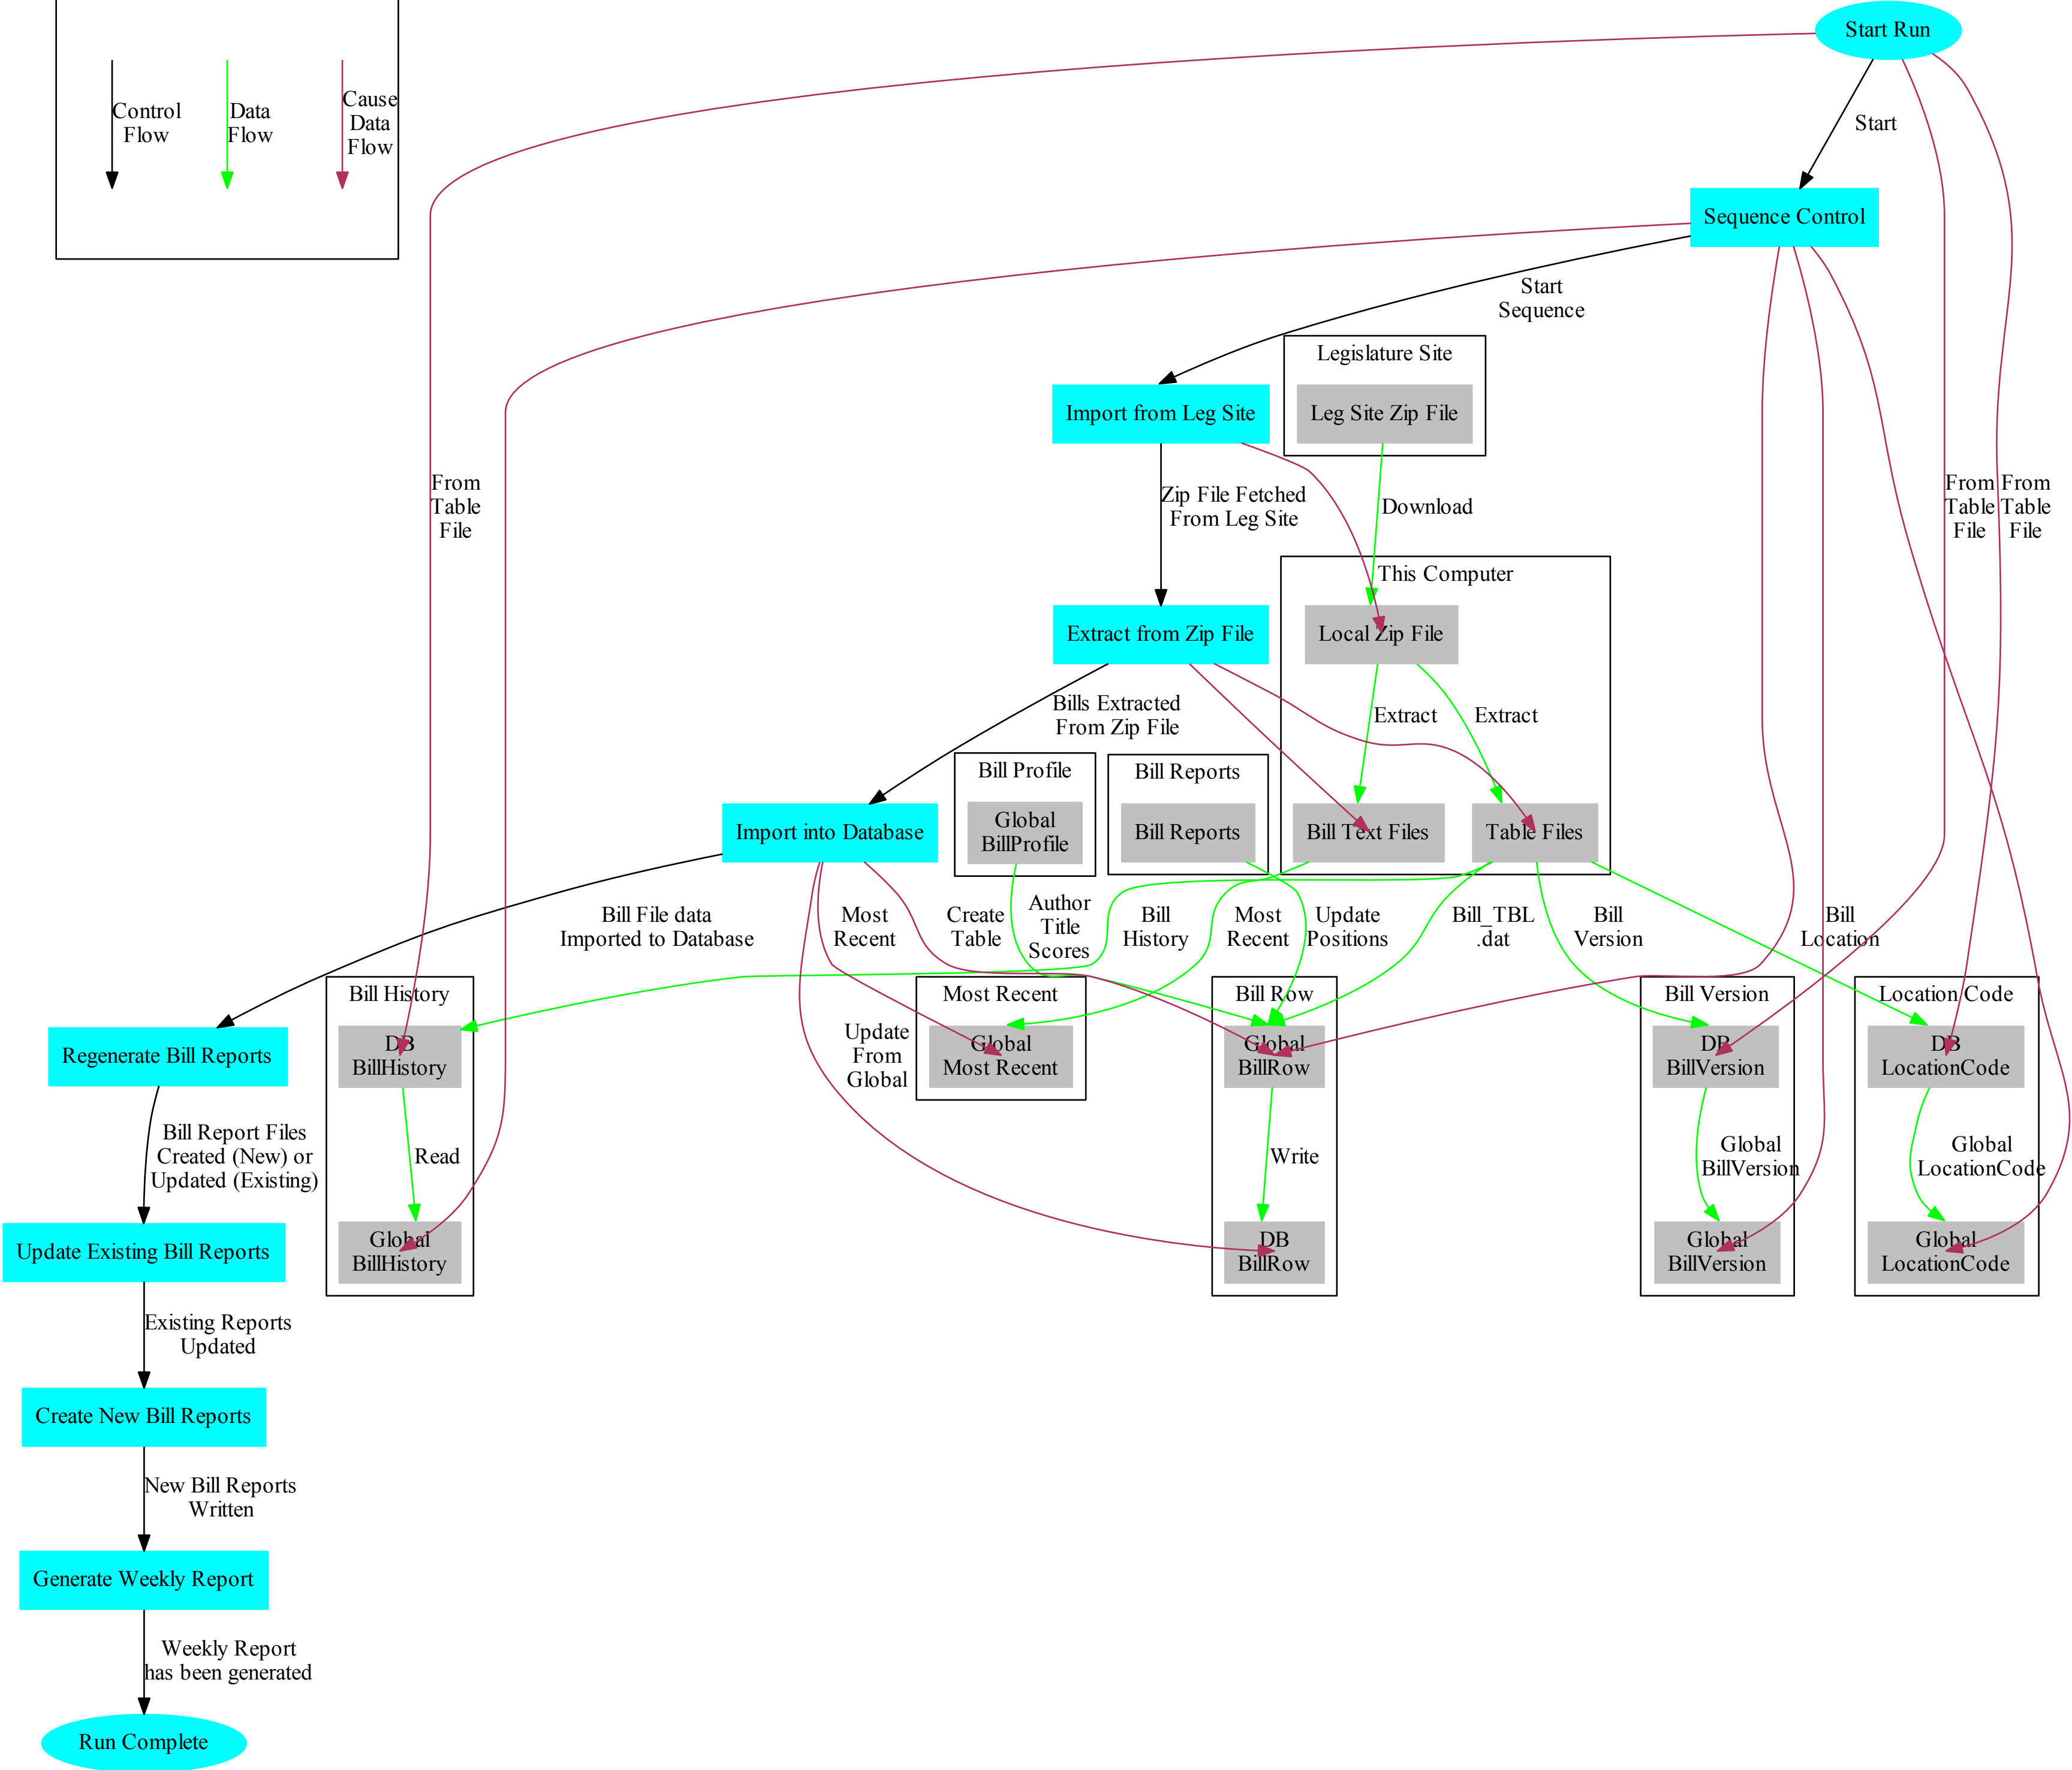 Start Run
Control
Flow
Data
Flow
Cause
Data
Flow
Start
Sequence Control
Start
Sequence
Legislature Site
Import from Leg Site
Leg Site Zip File
From
Table
File
Zip File Fetched
From Leg Site
Download
From
Table
File
From
Table
File
This Computer
Extract from Zip File
Local Zip File
Bills Extracted
From Zip File
Extract
Extract
Bill Profile
Bill Reports
Import into Database
Global
BillProfile
Bill Reports
Bill Text Files
Table Files
Bill File data
Imported to Database
Most
Recent
Create
Table
Author
Title
Scores
Bill
History
Most
Recent
Update
Positions
Bill_TBL
.dat
Bill
Version
Bill
Location
Bill History
Most Recent
Bill Row
Bill Version
Location Code
Regenerate Bill Reports
DB
BillHistory
Update
From
Global
Global
Most Recent
Global
BillRow
DB
BillVersion
DB
LocationCode
Bill Report Files
Created (New) or
Updated (Existing)
Read
Write
Global
BillVersion
Global
LocationCode
Update Existing Bill Reports
Global
BillHistory
DB
BillRow
Global
BillVersion
Global
LocationCode
Existing Reports
Updated
Create New Bill Reports
New Bill Reports
Written
Generate Weekly Report
Weekly Report
has been generated
Run Complete